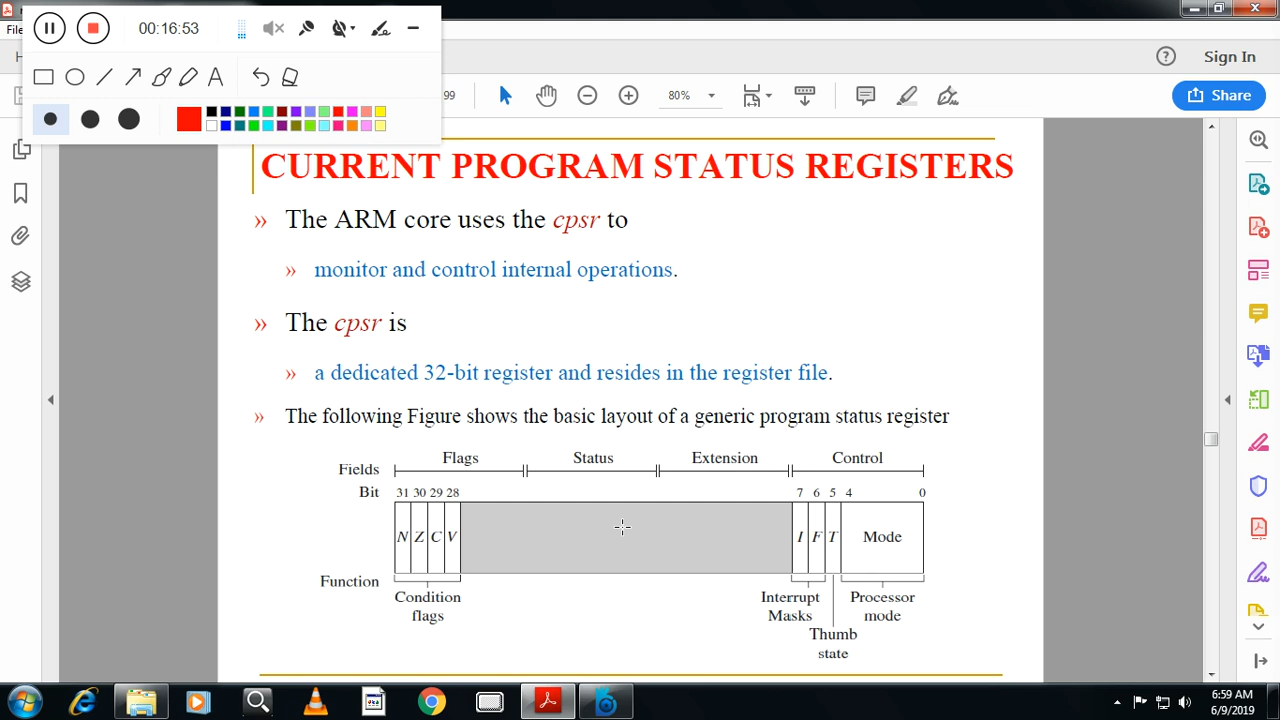 00:16:53
File
Sign In
99
80%
Share
CURRENT PROGRAM STATUS REGISTERS
» The ARM core uses the cpsr to
» monitor and control internal operations.
» The cpsr is
» a dedicated 32-bit register and resides in the register file.
» The following Figure shows the basic layout of a generic program status register
Fields Flags Status Extension Control
Bit 31 30 29 28 7 6 5 4 0
N Z C V I F T Mode
Function
Condition flags
Interrupt Masks
Processor mode
Thumb state
6:59 AM
6/9/2019